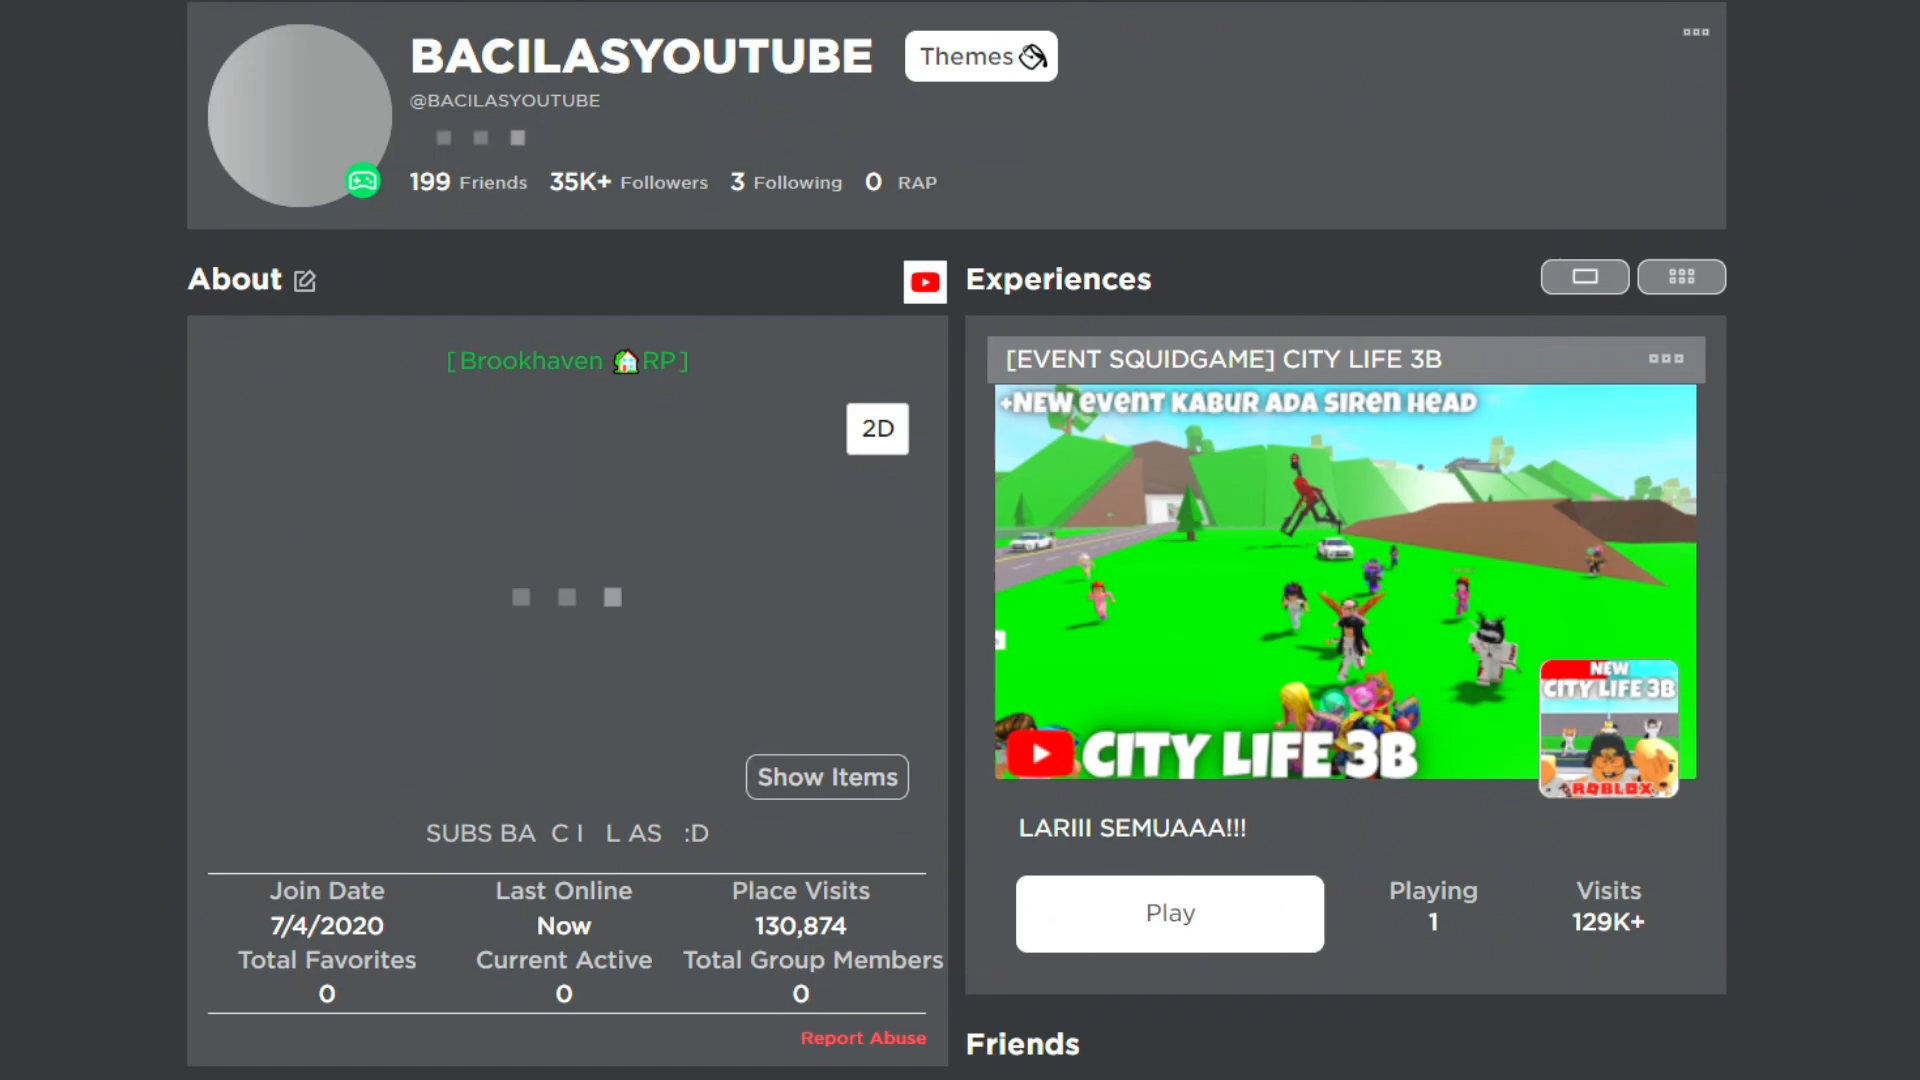 BACILASYOUTUBE
Themes
@BACILASYOUTUBE
199 Friends 35K+ Followers 3 Following 0 RAP
About
[Brookhaven 🏠RP]
2D
Show Items
SUBS BA C I L AS :D
Join Date Last Online Place Visits
7/4/2020 Now 130,874
Total Favorites Current Active Total Group Members
0 0 0
Report Abuse
Experiences
[EVENT SQUIDGAME] CITY LIFE 3B
+NEW EVENT KABUR ADA SIREN HEAD
CITY LIFE 3B
NEW
CITY LIFE 3B
ROBLOX
LARIII SEMUAAA!!!
Play
Playing Visits
1 129K+
Friends